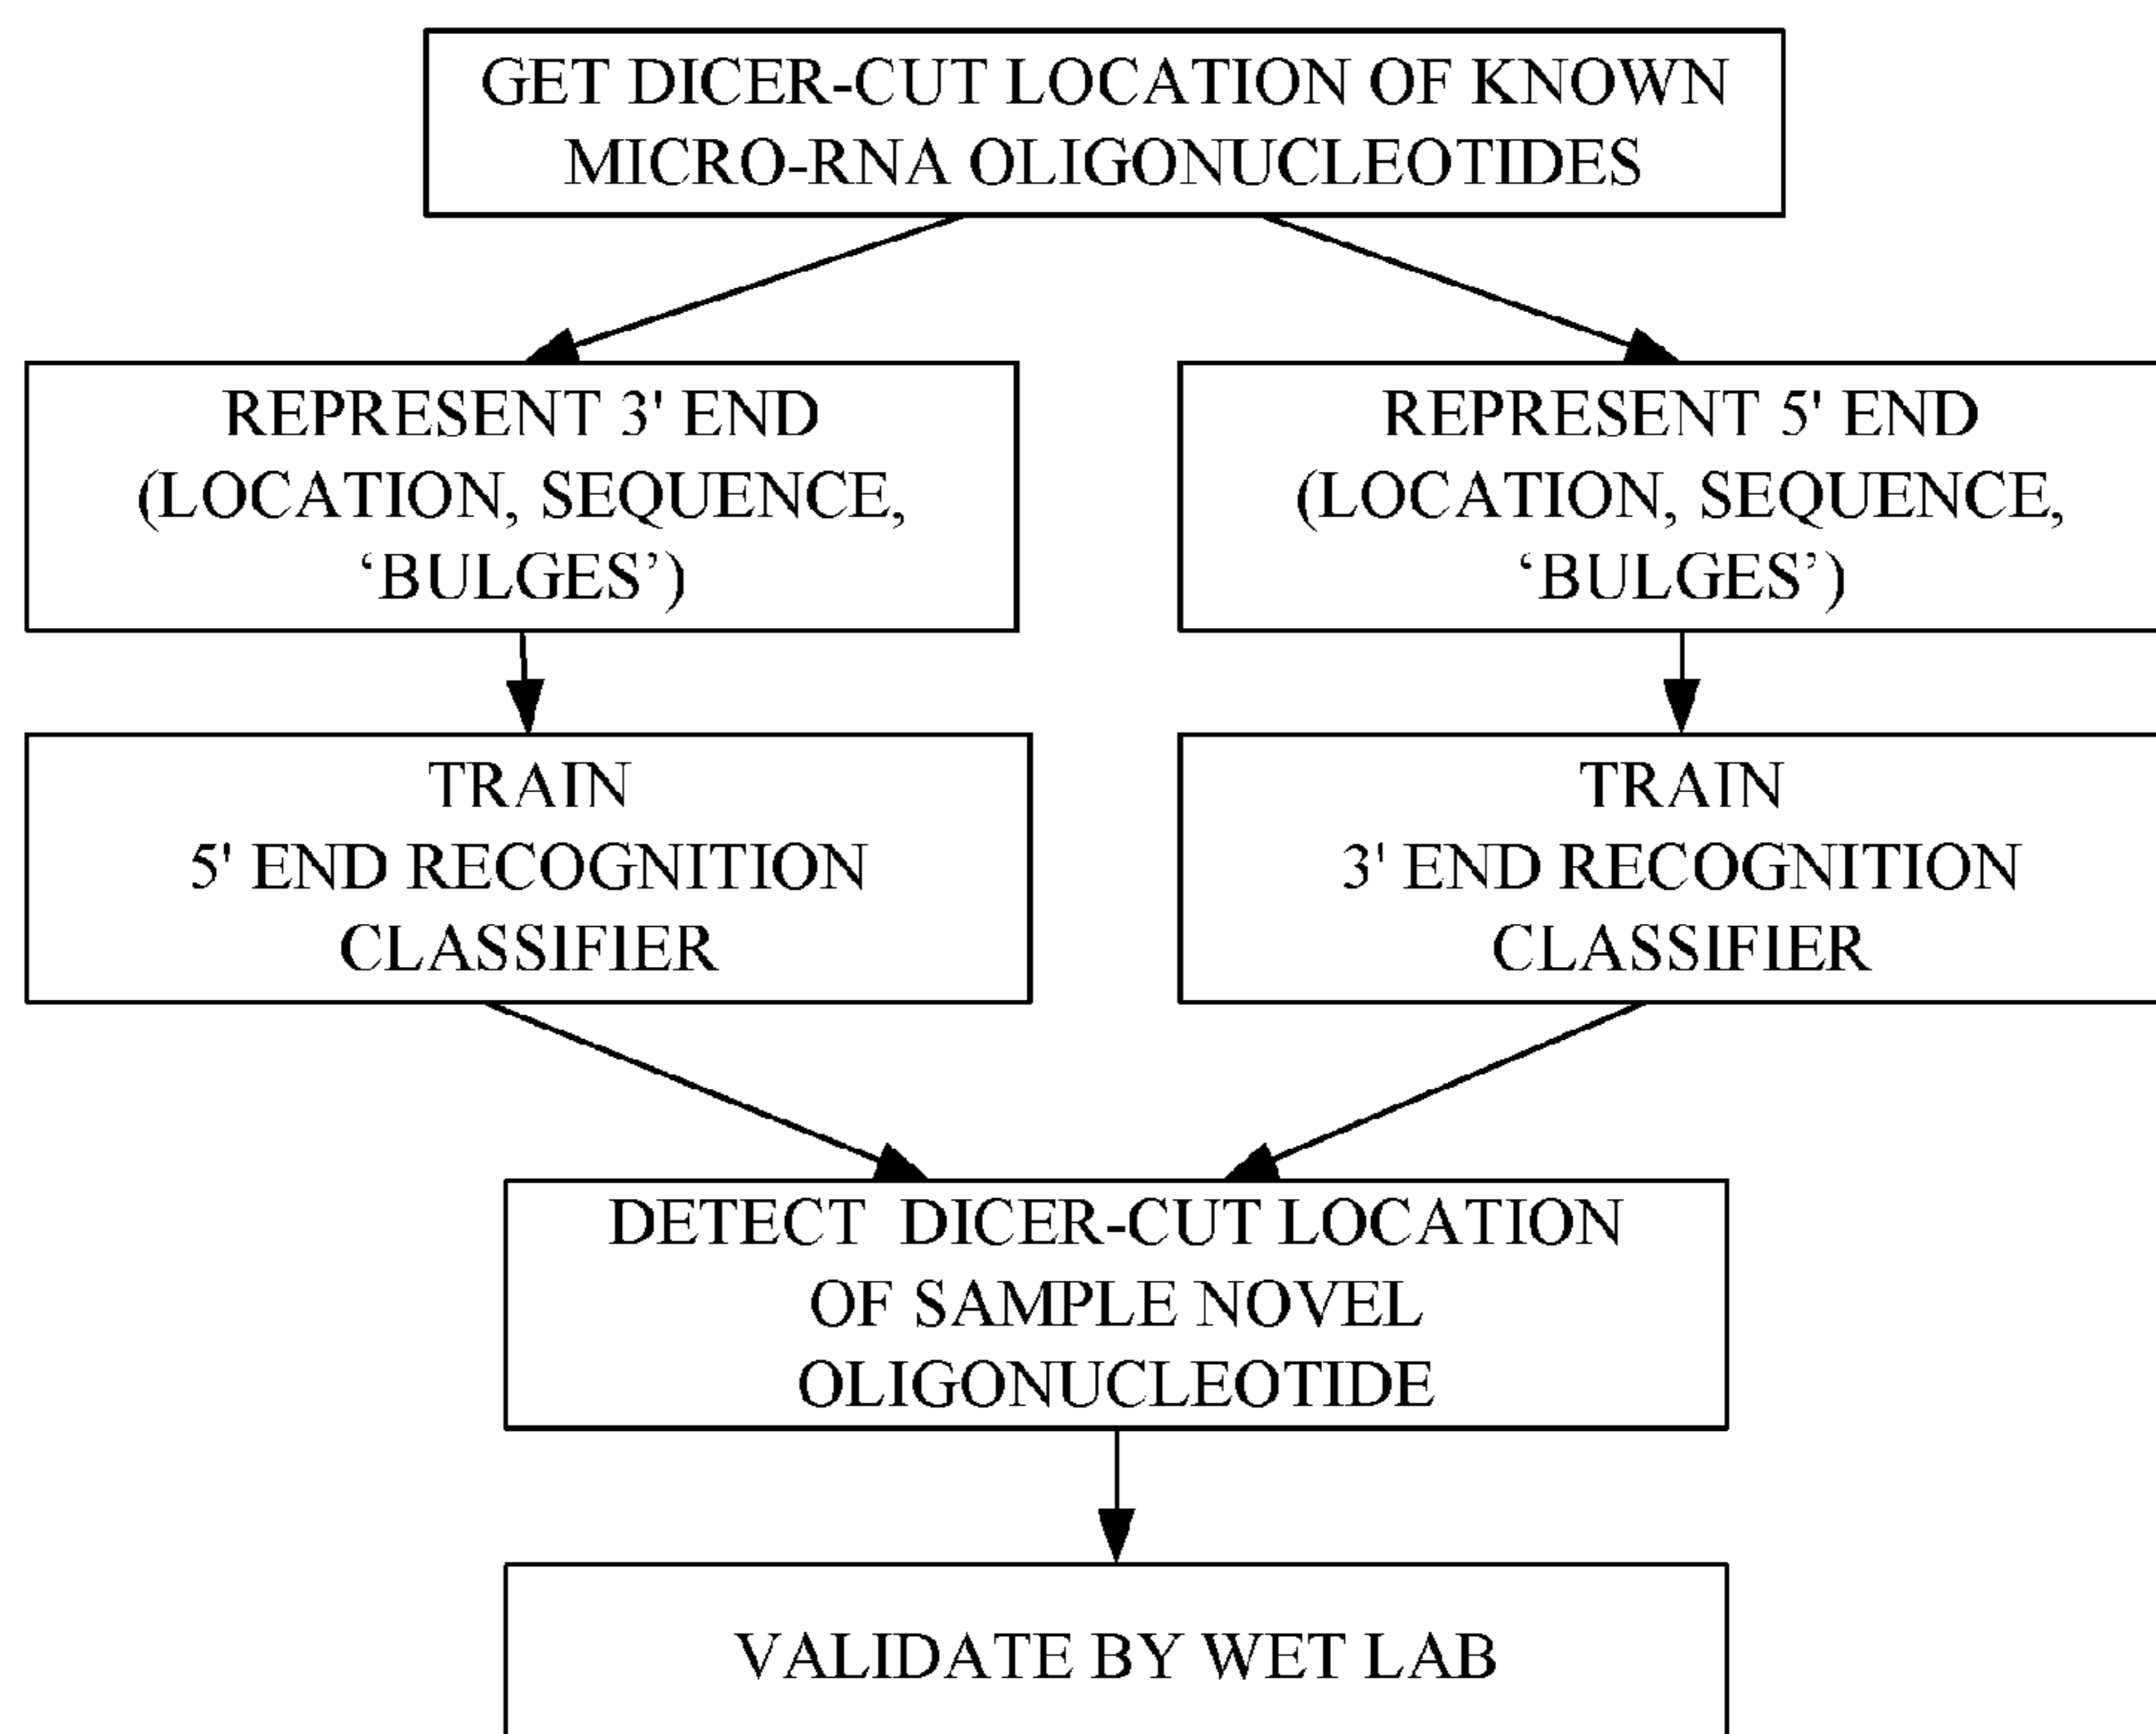 GET DICER-CUT LOCATION OF KNOWN
MICRO-RNA OLIGONUCLEOTIDES
REPRESENT 3' END
(LOCATION, SEQUENCE,
‘BULGES’)
REPRESENT 5' END
(LOCATION, SEQUENCE,
‘BULGES’)
TRAIN
5' END RECOGNITION
CLASSIFIER
TRAIN
3' END RECOGNITION
CLASSIFIER
DETECT DICER-CUT LOCATION
OF SAMPLE NOVEL
OLIGONUCLEOTIDE
VALIDATE BY WET LAB